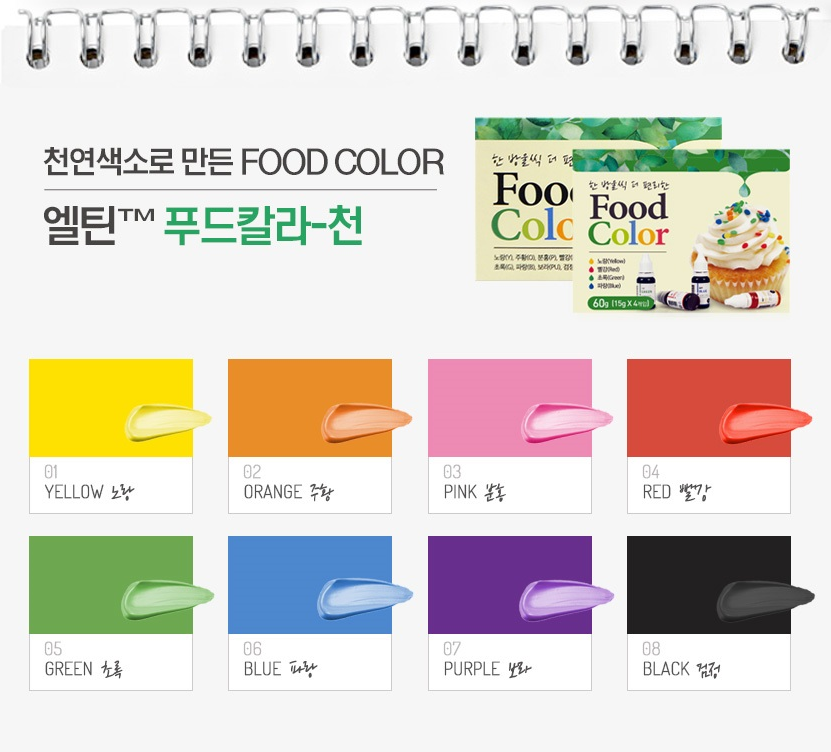 천연색소로 만든 FOOD COLOR
엘틴™ 푸드칼라-천
한 방울씩 더
Food
Color
노랑(Y), 주황(O), 분홍(P), 빨강
초록(G), 파랑(B), 보라(PU), 검정
한 방울씩 더 편리한
Food
Color
노랑(Yellow)
빨강(Red)
초록(Green)
파랑(Blue)
60g [15g X 4개입]
01
YELLOW 노랑
02
ORANGE 주황
03
PINK 분홍
04
RED 빨강
05
GREEN 초록
06
BLUE 파랑
07
PURPLE 보라
08
BLACK 검정